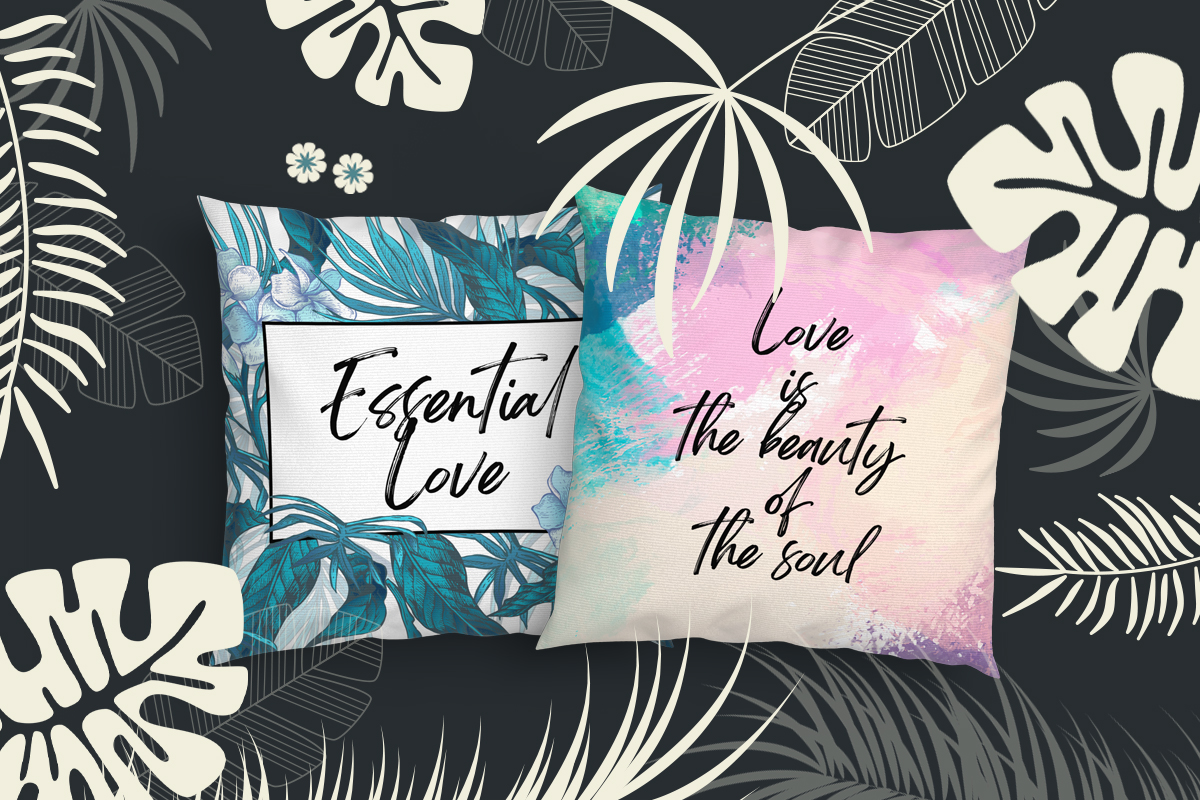 Essential
Love
Love
is
the beauty
of
the soul